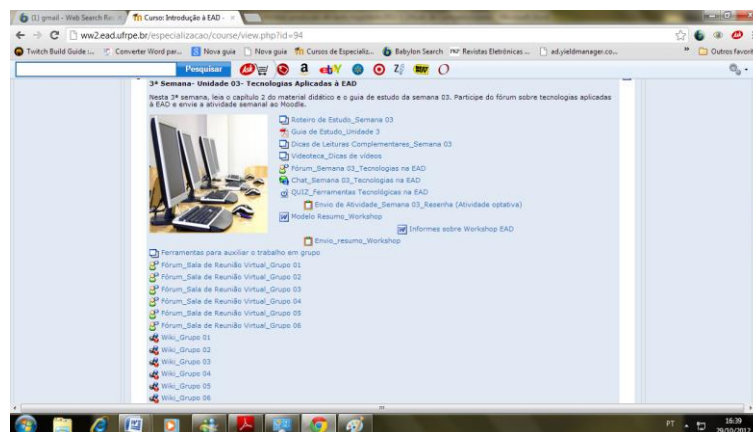 (1) gmail - Web Search Re
Curso: Introdução à EAD -
ww2.ead.ufrpe.br/especializacao/course/view.php?id=94
Twitch Build Guide :...
Converter Word par...
Nova guia
Nova guia
Cursos de Especializ...
Babylon Search
Revistas Eletrônicas ...
ad.yieldmanager.co...
»
Outros favorit
Pesquisar
Ask
a
ebY
3ª Semana- Unidade 03- Tecnologias Aplicadas à EAD
Nesta 3ª semana, leia o capítulo 2 do material didático e o guia de estudo da semana 03. Participe do fórum sobre tecnologias aplicadas
à EAD e envie a atividade semanal ao Moodle.
Roteiro de Estudo_Semana 03
Guia de Estudo_Unidade 3
Dicas de Leituras Complementares_Semana 03
Videoteca_Dicas de vídeos
Fórum_Semana 03_Tecnologias na EAD
Chat_Semana 03_Tecnologias na EAD
QUIZ_Ferramentas Tecnológicas na EAD
Envio de Atividade_Semana 03_Resenha (Atividade optativa)
Modelo Resumo_Workshop
Informes sobre Workshop EAD
Envio_resumo_Workshop
Ferramentas para auxiliar o trabalho em grupo
Fórum_Sala de Reunião Virtual_Grupo 01
Fórum_Sala de Reunião Virtual_Grupo 02
Fórum_Sala de Reunião Virtual_Grupo 03
Fórum_Sala de Reunião Virtual_Grupo 04
Fórum_Sala de Reunião Virtual_Grupo 05
Fórum_Sala de Reunião Virtual_Grupo 06
Wiki_Grupo 01
Wiki_Grupo 02
Wiki_Grupo 03
Wiki_Grupo 04
Wiki_Grupo 05
Wiki_Grupo 06
PT
16:39
29/10/2012